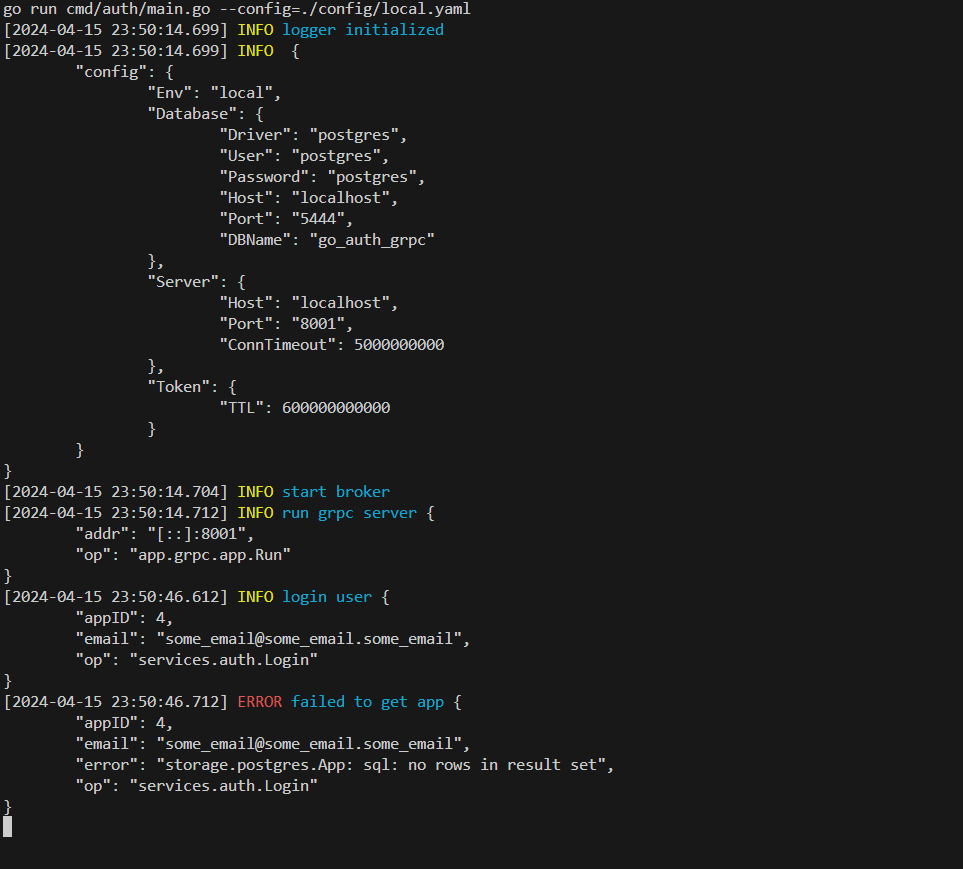 go run cmd/auth/main.go --config=./config/local.yaml
[2024-04-15 23:50:14.699] INFO logger initialized
[2024-04-15 23:50:14.699] INFO  {
        "config": {
                "Env": "local",
                "Database": {
                        "Driver": "postgres",
                        "User": "postgres",
                        "Password": "postgres",
                        "Host": "localhost",
                        "Port": "5444",
                        "DBName": "go_auth_grpc"
                },
                "Server": {
                        "Host": "localhost",
                        "Port": "8001",
                        "ConnTimeout": 5000000000
                },
                "Token": {
                        "TTL": 600000000000
                }
        }
}
[2024-04-15 23:50:14.704] INFO start broker
[2024-04-15 23:50:14.712] INFO run grpc server {
        "addr": "[::]:8001",
        "op": "app.grpc.app.Run"
}
[2024-04-15 23:50:46.612] INFO login user {
        "appID": 4,
        "email": "some_email@some_email.some_email",
        "op": "services.auth.Login"
}
[2024-04-15 23:50:46.712] ERROR failed to get app {
        "appID": 4,
        "email": "some_email@some_email.some_email",
        "error": "storage.postgres.App: sql: no rows in result set",
        "op": "services.auth.Login"
}